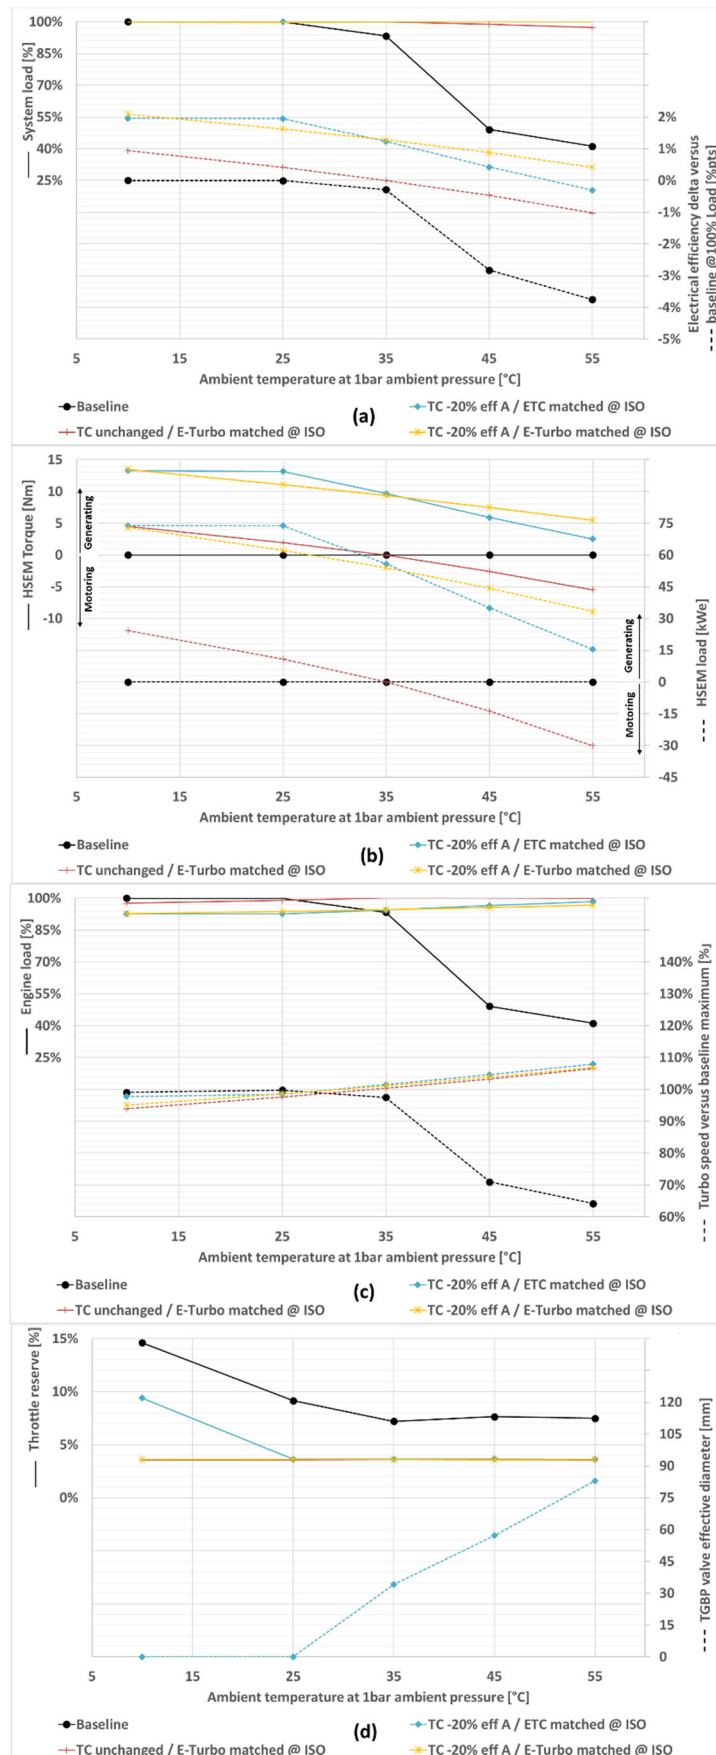 100%
85%
70%
55%
40%
25%
System load [%]
2%
1%
0%
-1%
-2%
-3%
-4%
-5%
Electrical efficiency delta versus
baseline @100% Load [%pts]
5
15
25
35
45
55
Ambient temperature at 1bar ambient pressure [°C]
Baseline
TC -20% eff A / ETC matched @ ISO
(a)
TC unchanged / E-Turbo matched @ ISO
TC -20% eff A / E-Turbo matched @ ISO
15
10
5
0
-5
-10
HSEM Torque [Nm]
Generating
Motoring
75
60
45
30
15
0
-15
-30
-45
HSEM load [kWe]
Generating
Motoring
5
15
25
35
45
55
Ambient temperature at 1bar ambient pressure [°C]
Baseline
TC -20% eff A / ETC matched @ ISO
(b)
TC unchanged / E-Turbo matched @ ISO
TC -20% eff A / E-Turbo matched @ ISO
100%
85%
70%
55%
40%
25%
Engine load [%]
140%
130%
120%
110%
100%
90%
80%
70%
60%
Turbo speed versus baseline maximum [%]
5
15
25
35
45
55
Ambient temperature at 1bar ambient pressure [°C]
Baseline
TC -20% eff A / ETC matched @ ISO
(c)
TC unchanged / E-Turbo matched @ ISO
TC -20% eff A / E-Turbo matched @ ISO
15%
10%
5%
0%
Throttle reserve [%]
120
105
90
75
60
45
30
15
0
TGBP valve effective diameter [mm]
5
15
25
35
45
55
Ambient temperature at 1bar ambient pressure [°C]
Baseline
TC -20% eff A / ETC matched @ ISO
(d)
TC unchanged / E-Turbo matched @ ISO
TC -20% eff A / E-Turbo matched @ ISO